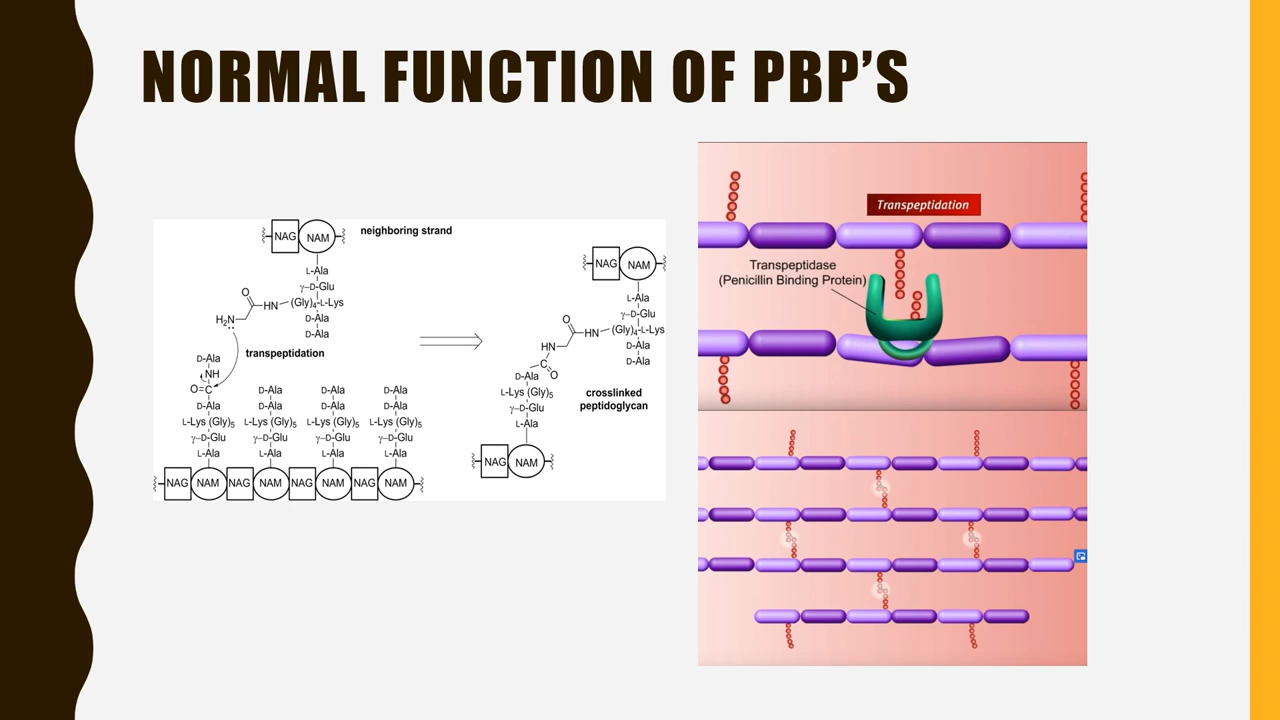 NORMAL FUNCTION OF PBP'S
NAG NAM
neighboring strand
L-Ala
γ–D-Glu
O
HN
(Gly)4-L-Lys
H2N
D-Ala
D-Ala
transpeptidation
D-Ala
NH
O=C
D-Ala D-Ala D-Ala
D-Ala D-Ala D-Ala D-Ala
L-Lys (Gly)5 L-Lys (Gly)5 L-Lys (Gly)5 L-Lys (Gly)5
γ–D-Glu γ–D-Glu γ–D-Glu γ–D-Glu
L-Ala L-Ala L-Ala L-Ala
NAG NAM NAG NAM NAG NAM NAG NAM
NAG NAM
L-Ala
γ–D-Glu
O
HN
(Gly)4-L-Lys
HN
D-Ala
D-Ala
C
O
D-Ala
L-Lys (Gly)5
γ–D-Glu
L-Ala
NAG NAM
crosslinked
peptidoglycan
Transpeptidation
Transpeptidase
(Penicillin Binding Protein)